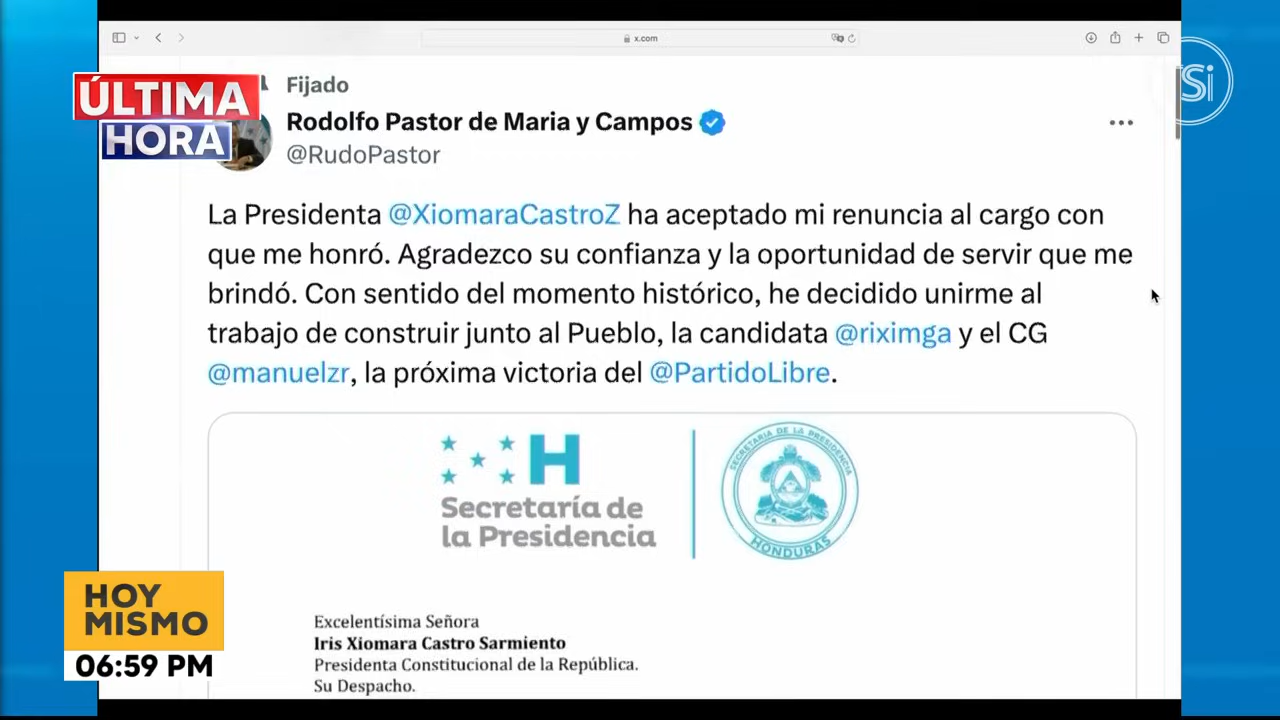 x.com
ÚLTIMA
HORA
TSi
Fijado
Rodolfo Pastor de Maria y Campos
@RudoPastor
La Presidenta @XiomaraCastroZ ha aceptado mi renuncia al cargo con
que me honró. Agradezco su confianza y la oportunidad de servir que me
brindó. Con sentido del momento histórico, he decidido unirme al
trabajo de construir junto al Pueblo, la candidata @riximga y el CG
@manuelzr, la próxima victoria del @PartidoLibre.
H
Secretaría de
la Presidencia
SECRETARIA DE LA PRESIDENCIA
HONDURAS
Excelentísima Señora
Iris Xiomara Castro Sarmiento
Presidenta Constitucional de la República.
Su Despacho.
HOY
MISMO
06:59 PM